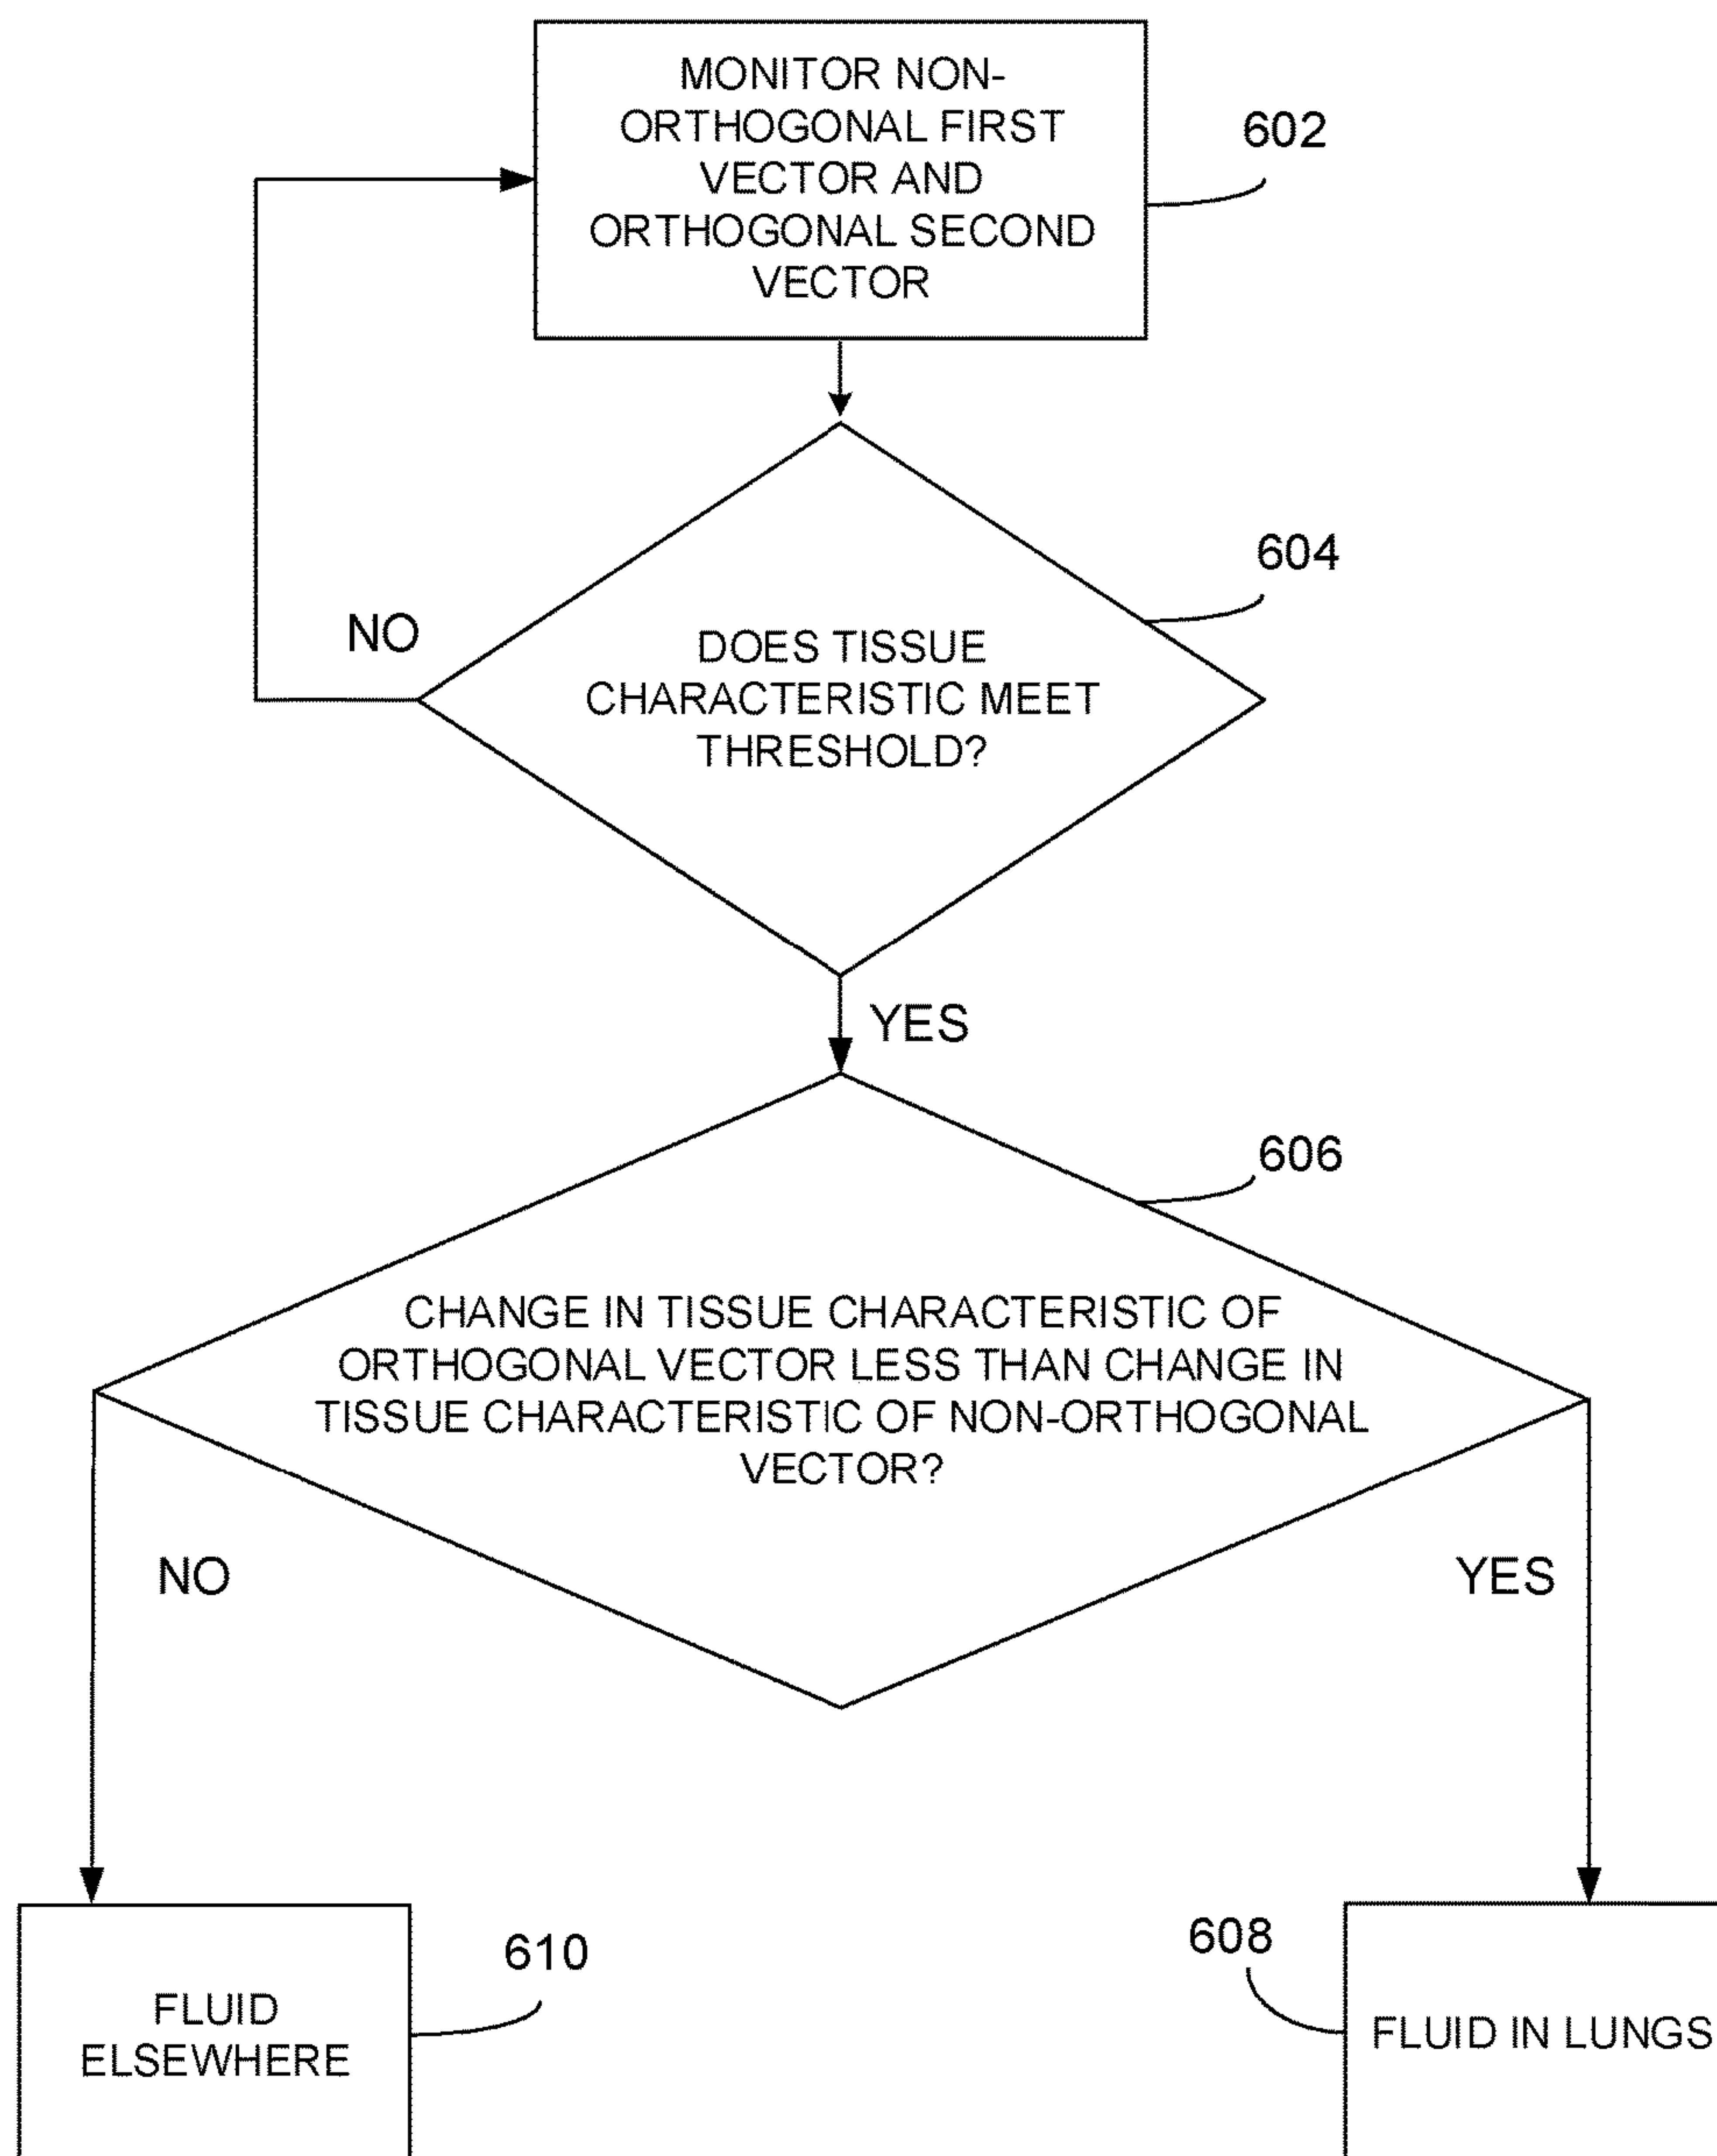 MONITOR NON-
ORTHOGONAL FIRST
VECTOR AND
ORTHOGONAL SECOND
VECTOR
602
604
NO
DOES TISSUE
CHARACTERISTIC MEET
THRESHOLD?
YES
606
CHANGE IN TISSUE CHARACTERISTIC OF
ORTHOGONAL VECTOR LESS THAN CHANGE IN
TISSUE CHARACTERISTIC OF NON-ORTHOGONAL
VECTOR?
NO
YES
610
FLUID
ELSEWHERE
608
FLUID IN LUNGS